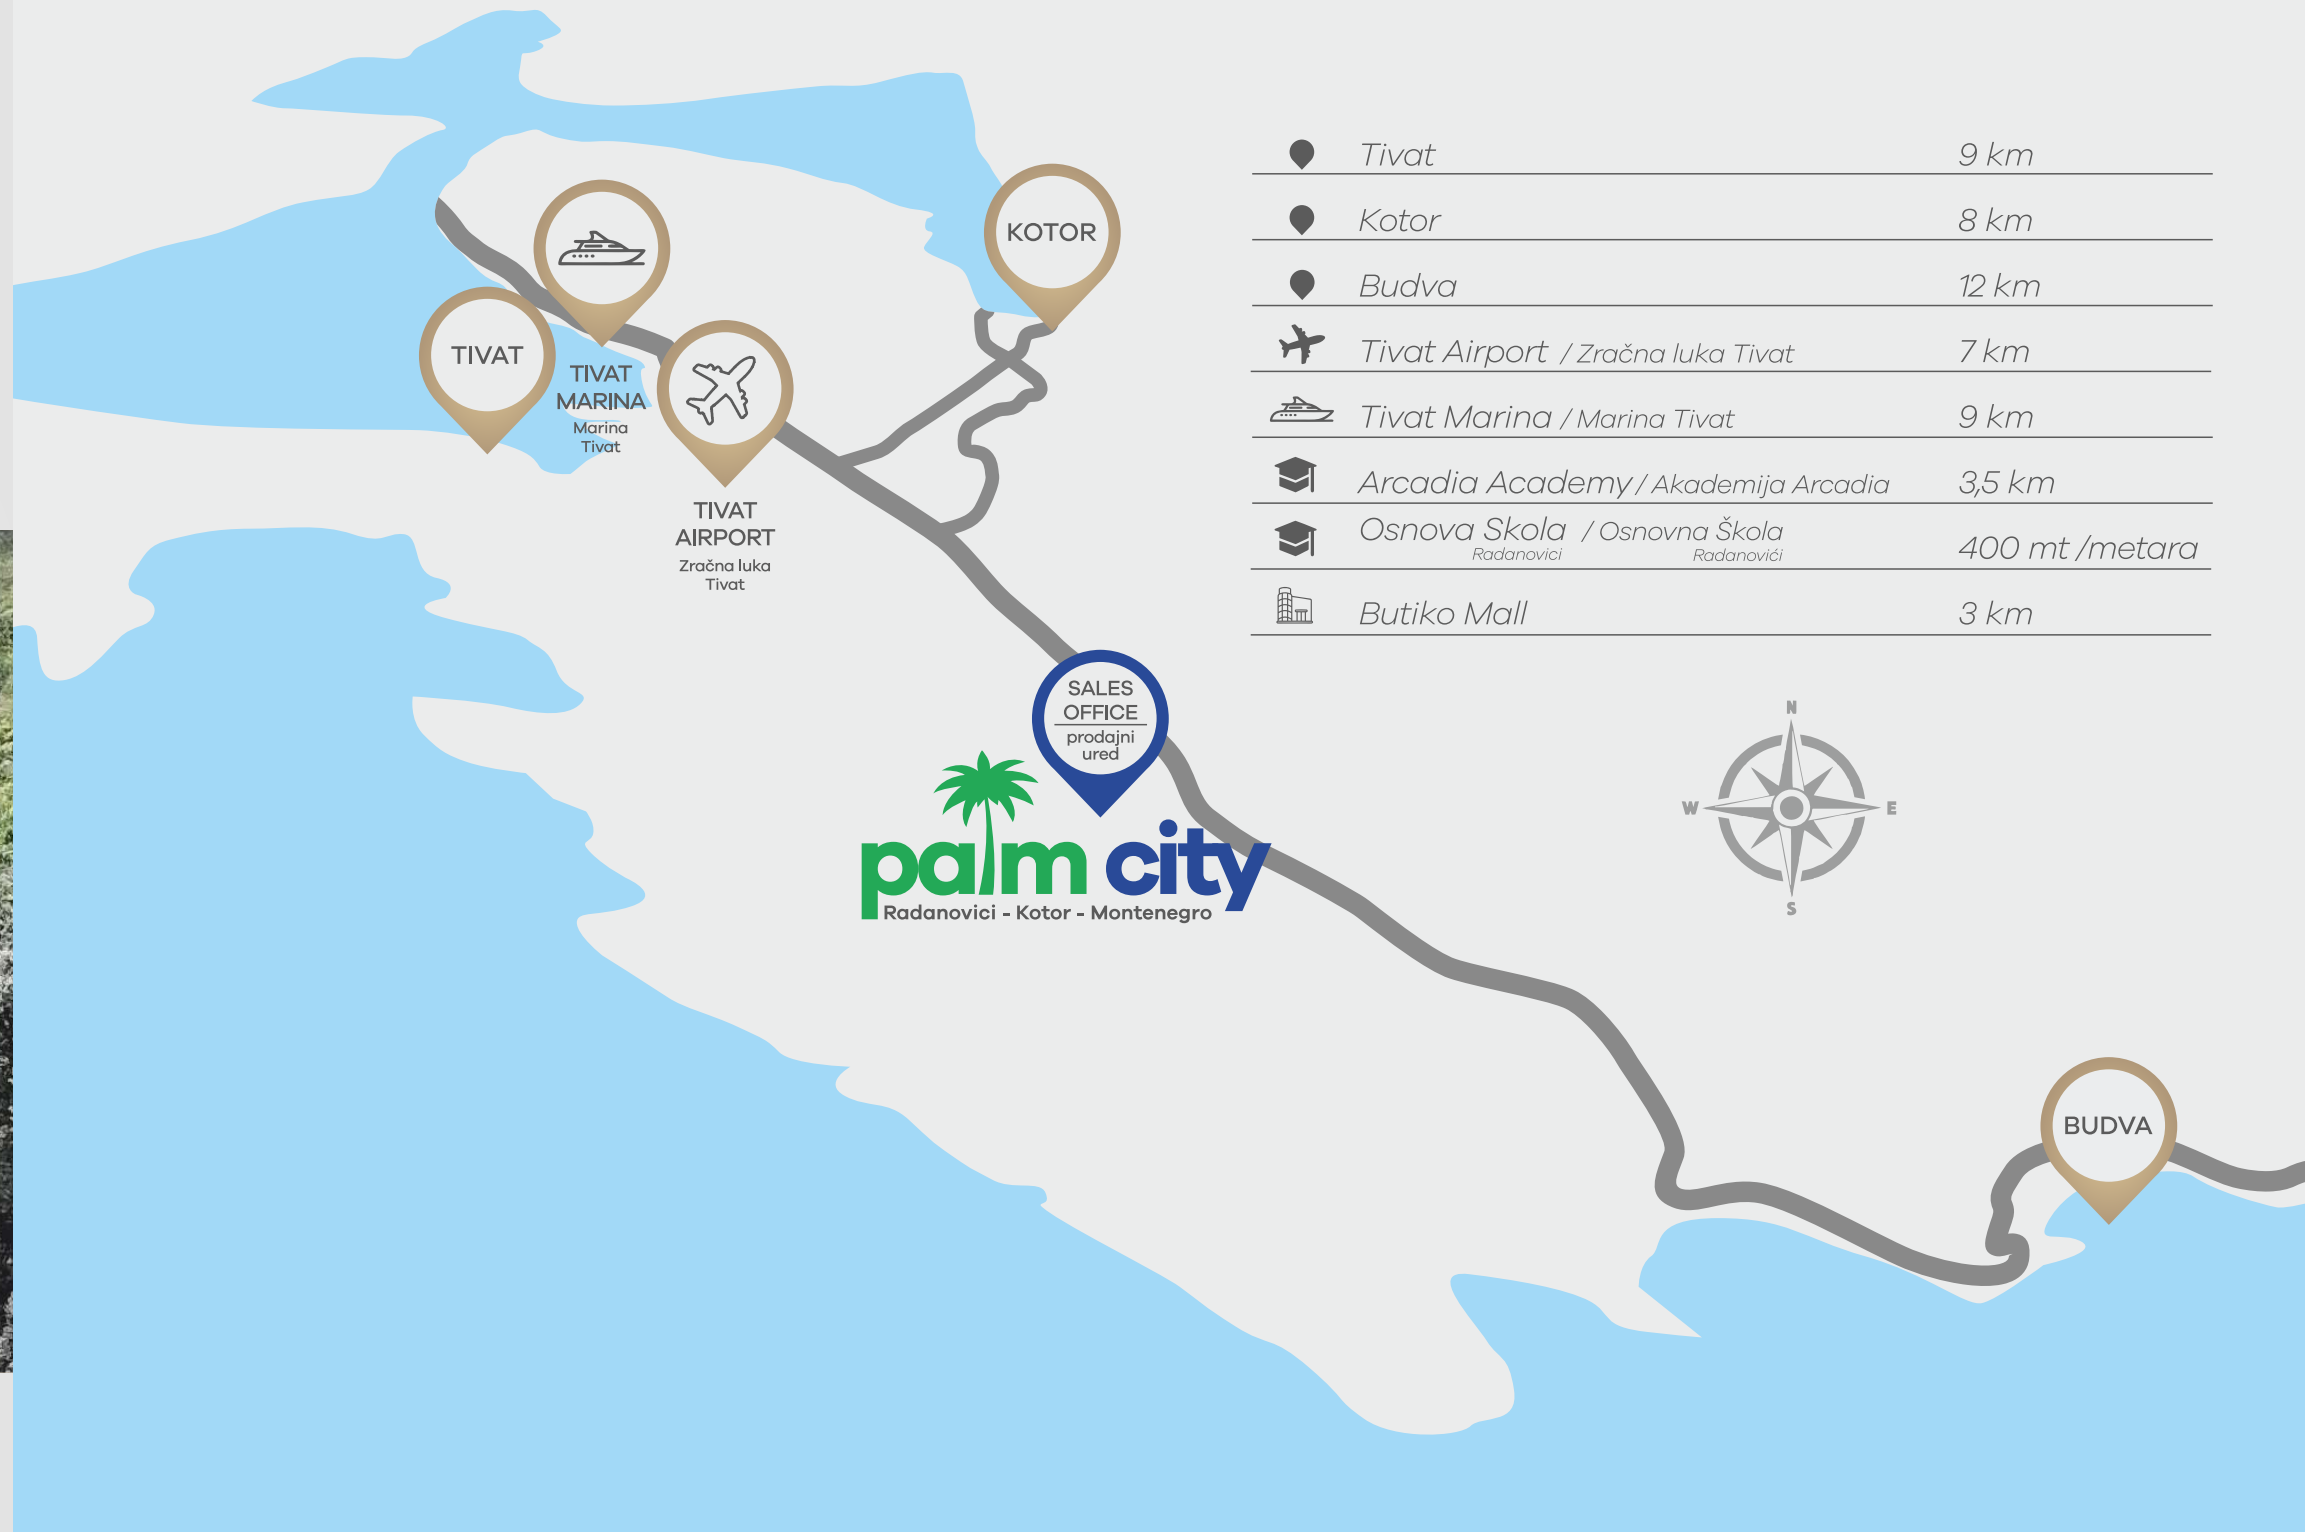 KOTOR
TIVAT
TIVAT
MARINA
Marina
Tivat
TIVAT
AIRPORT
Zračna luka
Tivat
Tivat 9 km
Kotor 8 km
Budva 12 km
Tivat Airport / Zračna luka Tivat 7 km
Tivat Marina / Marina Tivat 9 km
Arcadia Academy / Akademija Arcadia 3,5 km
Osnova Skola / Osnovna Škola
Radanovici Radanovići
400 mt /metara
Butiko Mall 3 km
SALES
OFFICE
prodajni
ured
palm city
Radanovici - Kotor - Montenegro
N
W E
S
BUDVA